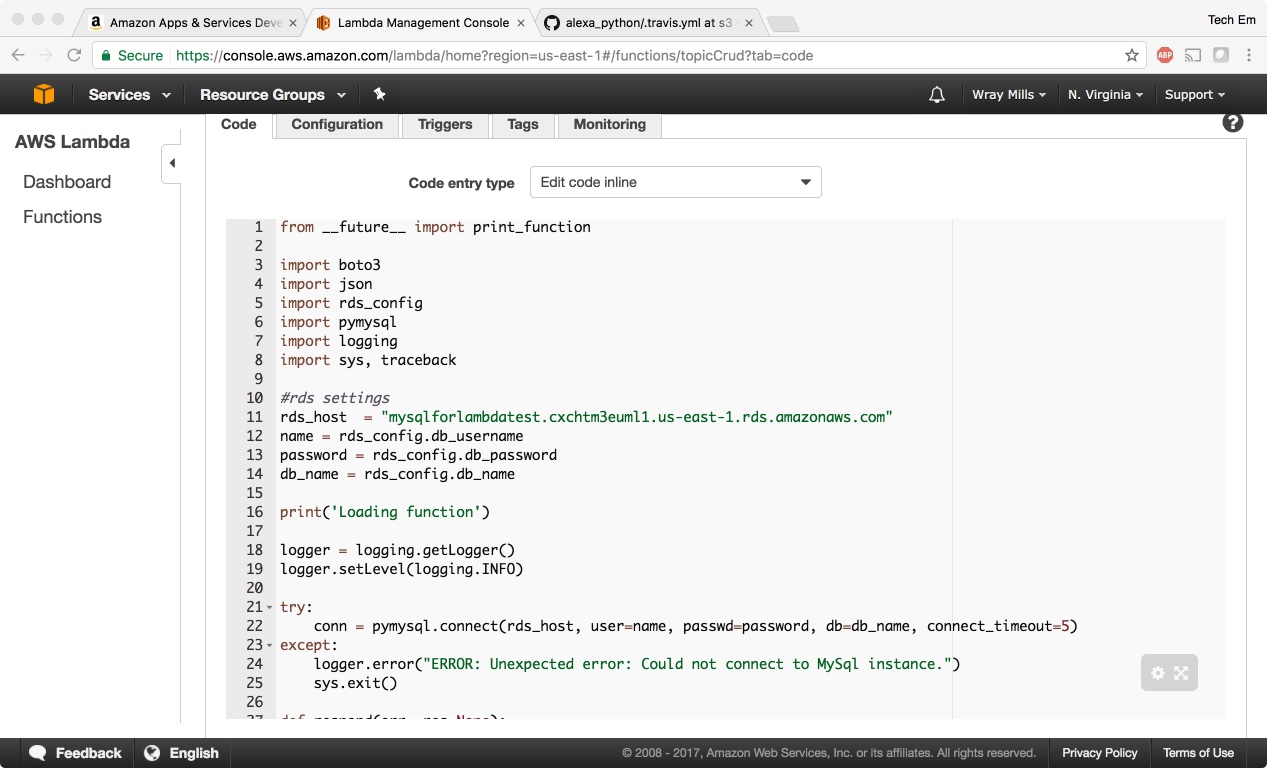 Amazon Apps & Services Deve
Lambda Management Console
alexa_python/.travis.yml at s3
Tech Em
Secure
https://console.aws.amazon.com/lambda/home?region=us-east-1#/functions/topicCrud?tab=code
ABP
Services
Resource Groups
Wray Mills
N. Virginia
Support
AWS Lambda
Dashboard
Functions
Code
Configuration
Triggers
Tags
Monitoring
?
Code entry type
Edit code inline
1 from __future__ import print_function
2
3 import boto3
4 import json
5 import rds_config
6 import pymysql
7 import logging
8 import sys, traceback
9
10 #rds settings
11 rds_host  = "mysqlforlambdatest.cxchtm3euml1.us-east-1.rds.amazonaws.com"
12 name = rds_config.db_username
13 password = rds_config.db_password
14 db_name = rds_config.db_name
15
16 print('Loading function')
17
18 logger = logging.getLogger()
19 logger.setLevel(logging.INFO)
20
21 try:
22     conn = pymysql.connect(rds_host, user=name, passwd=password, db=db_name, connect_timeout=5)
23 except:
24     logger.error("ERROR: Unexpected error: Could not connect to MySql instance.")
25     sys.exit()
26
Feedback
English
© 2008 - 2017, Amazon Web Services, Inc. or its affiliates. All rights reserved.
Privacy Policy
Terms of Use